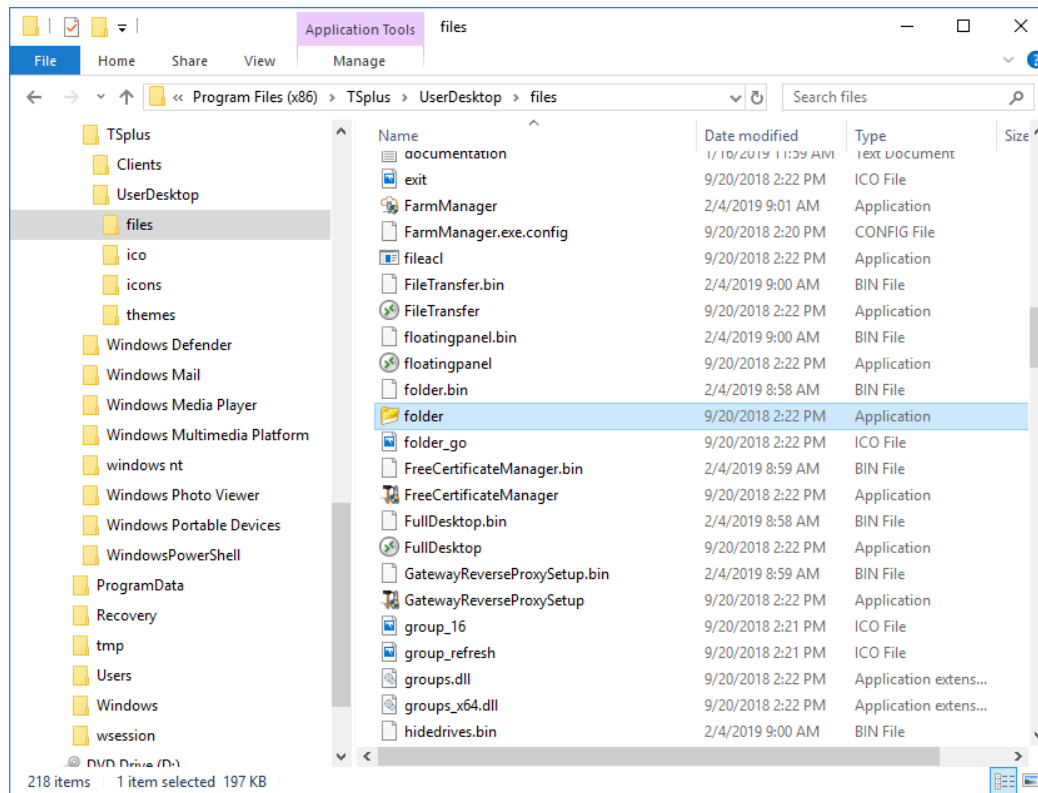 Application Tools files
File Home Share View Manage
« Program Files (x86) › TSplus › UserDesktop › files Search files
TSplus
Clients
UserDesktop
files
ico
icons
themes
Windows Defender
Windows Mail
Windows Media Player
Windows Multimedia Platform
windows nt
Windows Photo Viewer
Windows Portable Devices
WindowsPowerShell
ProgramData
Recovery
tmp
Users
Windows
wsession
DVD Drive (D:)
Name Date modified Type Size
documentation 1/16/2019 11:59 AM Text Document
exit 9/20/2018 2:22 PM ICO File
FarmManager 2/4/2019 9:01 AM Application
FarmManager.exe.config 9/20/2018 2:20 PM CONFIG File
fileacl 9/20/2018 2:22 PM Application
FileTransfer.bin 2/4/2019 9:00 AM BIN File
FileTransfer 9/20/2018 2:22 PM Application
floatingpanel.bin 2/4/2019 9:00 AM BIN File
floatingpanel 9/20/2018 2:22 PM Application
folder.bin 2/4/2019 8:58 AM BIN File
folder 9/20/2018 2:22 PM Application
folder_go 9/20/2018 2:22 PM ICO File
FreeCertificateManager.bin 2/4/2019 8:59 AM BIN File
FreeCertificateManager 9/20/2018 2:22 PM Application
FullDesktop.bin 2/4/2019 8:58 AM BIN File
FullDesktop 9/20/2018 2:22 PM Application
GatewayReverseProxySetup.bin 2/4/2019 8:59 AM BIN File
GatewayReverseProxySetup 9/20/2018 2:22 PM Application
group_16 9/20/2018 2:21 PM ICO File
group_refresh 9/20/2018 2:21 PM ICO File
groups.dll 9/20/2018 2:22 PM Application extens...
groups_x64.dll 9/20/2018 2:22 PM Application extens...
hidedrives.bin 2/4/2019 9:00 AM BIN File
218 items 1 item selected 197 KB